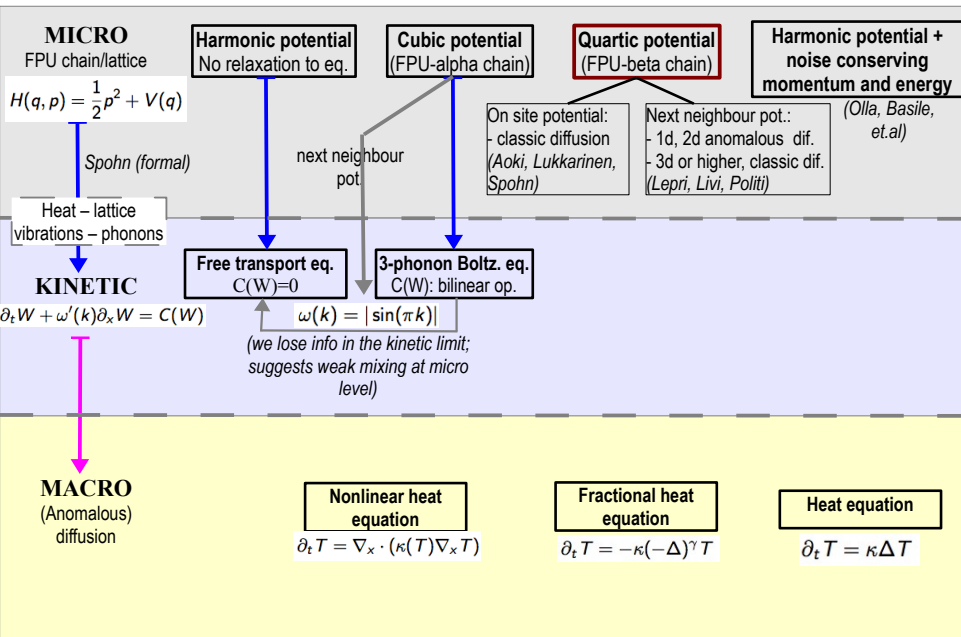 MICRO
FPU chain/lattice
H(q, p) = 1/2 p² + V(q)
Spohn (formal)
Heat – lattice
vibrations – phonons
Harmonic potential
No relaxation to eq.
Cubic potential
(FPU-alpha chain)
next neighbour
pot.
Quartic potential
(FPU-beta chain)
On site potential:
- classic diffusion
(Aoki, Lukkarinen,
Spohn)
Next neighbour pot.:
- 1d, 2d anomalous dif.
- 3d or higher, classic dif.
(Lepri, Livi, Politi)
Harmonic potential +
noise conserving
momentum and energy
(Olla, Basile,
et.al)
KINETIC
∂ₜW + ω′(k)∂ₓW = C(W)
Free transport eq.
C(W)=0
3-phonon Boltz. eq.
C(W): bilinear op.
ω(k) = |sin(πk)|
(we lose info in the kinetic limit;
suggests weak mixing at micro
level)
MACRO
(Anomalous)
diffusion
Nonlinear heat
equation
∂ₜT = ∇ₓ · (κ(T)∇ₓT)
Fractional heat
equation
∂ₜT = −κ(−Δ)^γ T
Heat equation
∂ₜT = κΔT